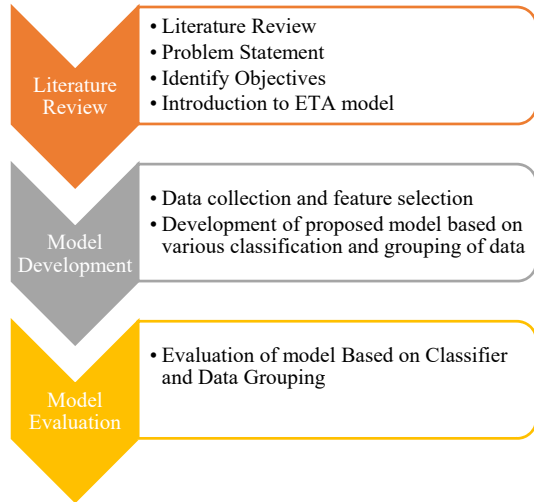 Literature
Review
• Literature Review
• Problem Statement
• Identify Objectives
• Introduction to ETA model
Model
Development
• Data collection and feature selection
• Development of proposed model based on
various classification and grouping of data
Model
Evaluation
• Evaluation of model Based on Classifier
and Data Grouping